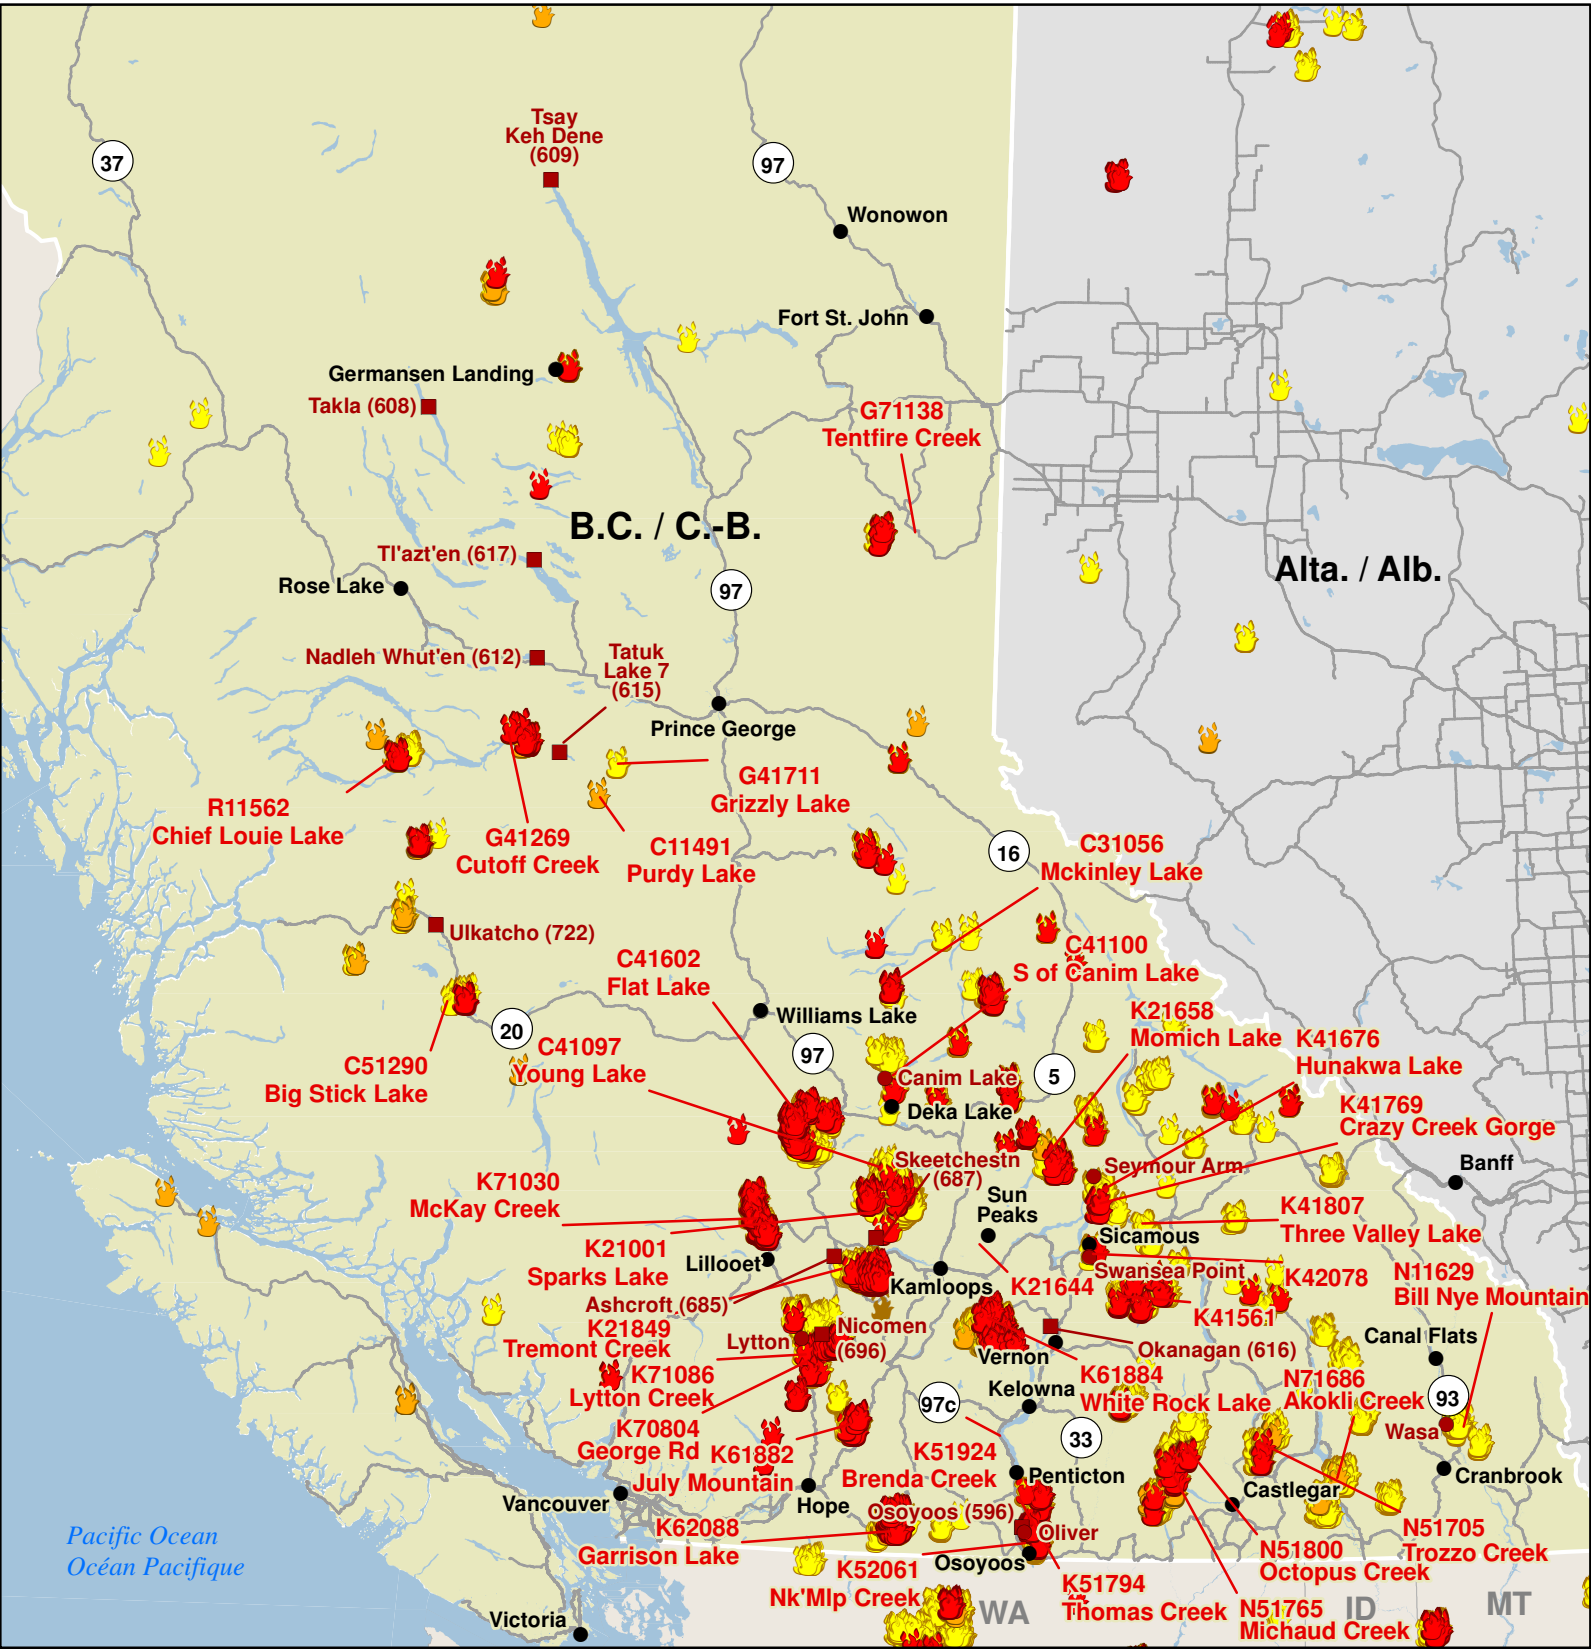 Tsay
Keh Dene
(609)
37
97
Wonowon
Fort St. John
Germansen Landing
Takla (608)
G71138
Tentfire Creek
B.C. / C.-B.
Tl'azt'en (617)
Alta. / Alb.
Rose Lake
97
Nadleh Whut'en (612)
Tatuk
Lake 7
(615)
Prince George
G41711
Grizzly Lake
R11562
Chief Louie Lake
G41269
Cutoff Creek
C11491
Purdy Lake
16
C31056
Mckinley Lake
Ulkatcho (722)
C41602
Flat Lake
C41100
S of Canim Lake
Williams Lake
20
97
K21658
Momich Lake
K41676
Hunakwa Lake
C51290
Big Stick Lake
C41097
Young Lake
Canim Lake
5
Deka Lake
K41769
Crazy Creek Gorge
Banff
Skeetchestn
(687)
Seymour Arm
K71030
McKay Creek
Sun
Peaks
K41807
Three Valley Lake
Sicamous
K21001
Sparks Lake
Lillooet
Kamloops
K21644
Swansea Point
K42078
N11629
Bill Nye Mountain
Ashcroft (685)
K41561
K21849
Tremont Creek
Lytton
Nicomen
(696)
Vernon
Okanagan (616)
Canal Flats
K71086
Lytton Creek
97c
Kelowna
K61884
White Rock Lake
N71686
Akokli Creek
93
Wasa
K70804
George Rd
K61882
July Mountain
K51924
Brenda Creek
33
Penticton
Cranbrook
Castlegar
Vancouver
Hope
Osoyoos (596)
Oliver
K62088
Garrison Lake
N51705
Trozzo Creek
Pacific Ocean
Océan Pacifique
Osoyoos
N51800
Octopus Creek
K52061
Nk'Mlp Creek
K51794
Thomas Creek
N51765
Michaud Creek
WA
ID
MT
Victoria